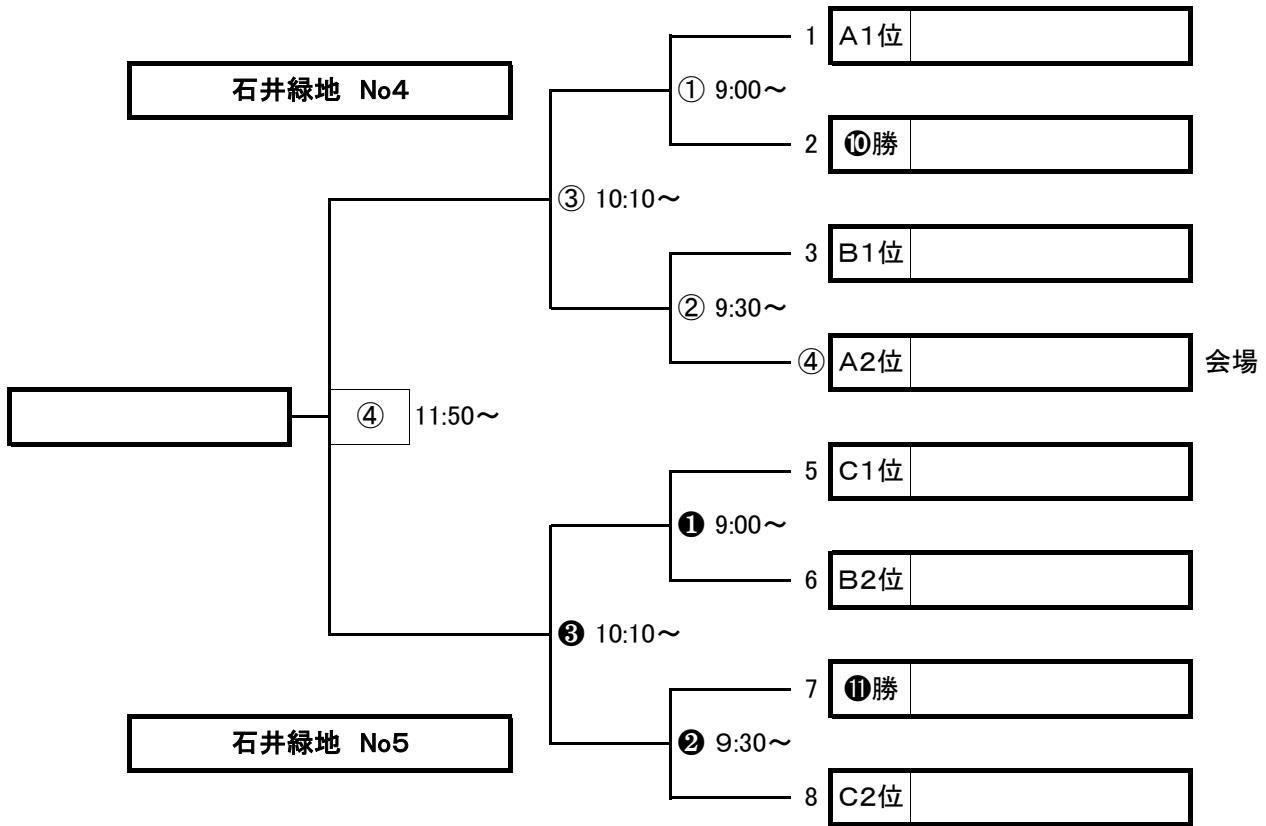 1 A1位
石井緑地 No4
① 9:00～
2 ❿勝
③ 10:10～
3 B1位
② 9:30～
④ A2位 会場
④ 11:50～
5 C1位
❶ 9:00～
6 B2位
❸ 10:10～
7 ⓫勝
石井緑地 No5
❷ 9:30～
8 C2位